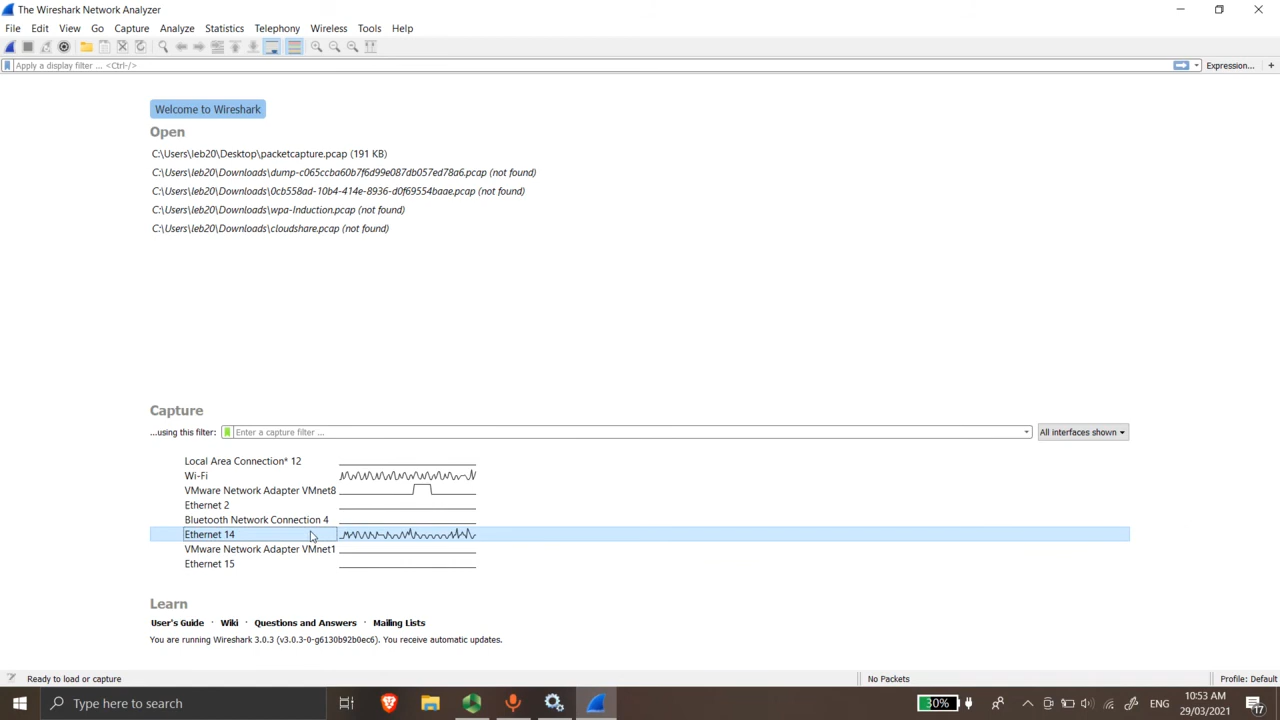 The Wireshark Network Analyzer
File Edit View Go Capture Analyze Statistics Telephony Wireless Tools Help
Apply a display filter ... <Ctrl-/> Expression... +
Welcome to Wireshark
Open
C:\Users\leb20\Desktop\packetcapture.pcap (191 KB)
C:\Users\leb20\Downloads\dump-c065ccba60b7f6d99e087db057ed78a6.pcap (not found)
C:\Users\leb20\Downloads\0cb558ad-10b4-414e-8936-d0f69554baae.pcap (not found)
C:\Users\leb20\Downloads\wpa-Induction.pcap (not found)
C:\Users\leb20\Downloads\cloudshare.pcap (not found)
Capture
...using this filter: Enter a capture filter ... All interfaces shown
Local Area Connection* 12
Wi-Fi
VMware Network Adapter VMnet8
Ethernet 2
Bluetooth Network Connection 4
Ethernet 14
VMware Network Adapter VMnet1
Ethernet 15
Learn
User's Guide · Wiki · Questions and Answers · Mailing Lists
You are running Wireshark 3.0.3 (v3.0.3-0-g6130b92b0ec6). You receive automatic updates.
Ready to load or capture No Packets Profile: Default
Type here to search 30% ENG 10:53 AM 29/03/2021 17